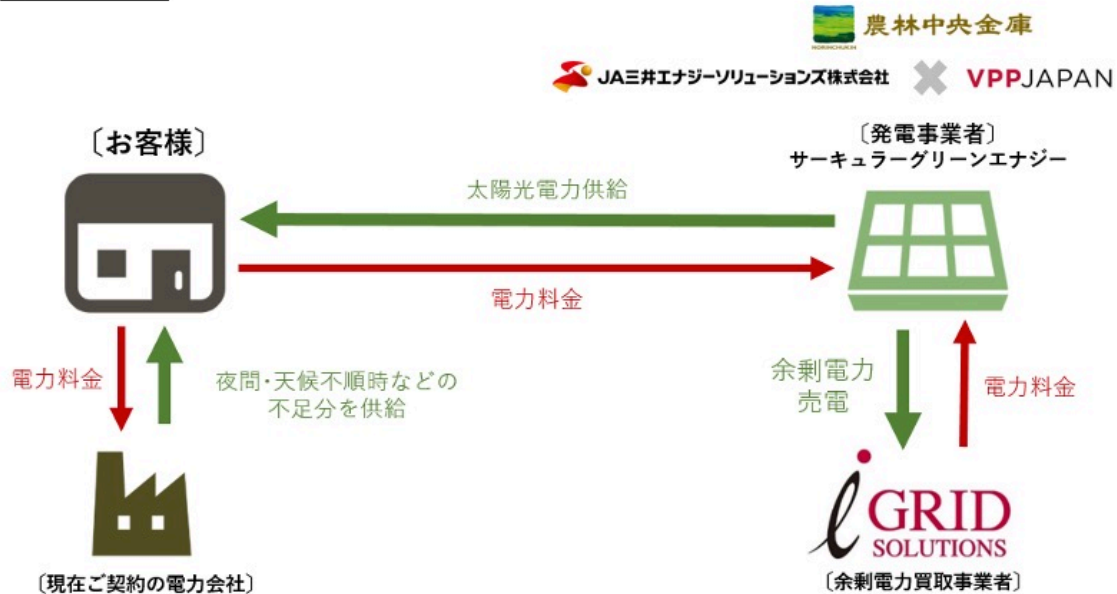 農林中央金庫
NORINCHUKIN
JA三井エナジーソリューションズ株式会社
VPPJAPAN
〔お客様〕
〔発電事業者〕
サーキュラーグリーンエナジー
太陽光電力供給
電力料金
電力料金
夜間・天候不順時などの
不足分を供給
余剰電力
売電
電力料金
i GRID
SOLUTIONS
〔現在ご契約の電力会社〕
〔余剰電力買取事業者〕